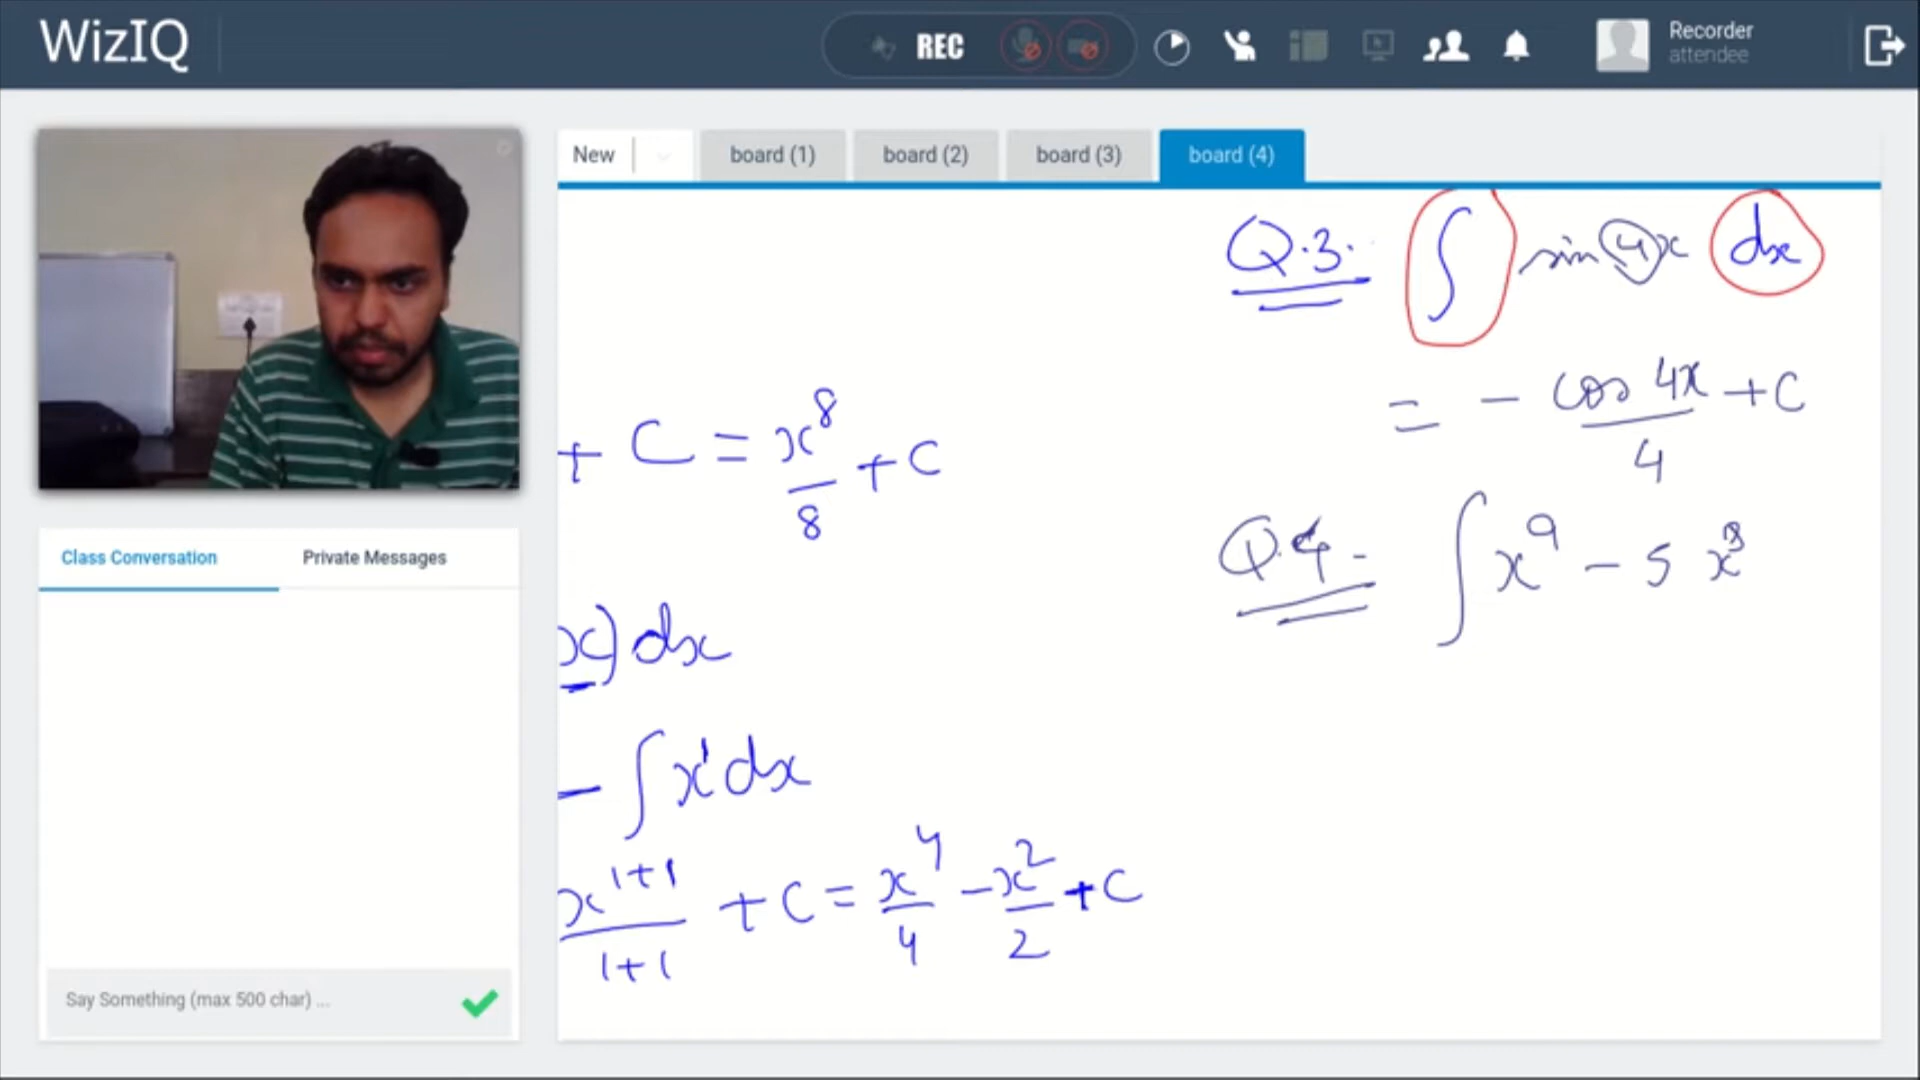 WizIQ
REC
Recorder
attendee
New
board (1)
board (2)
board (3)
board (4)
Q.3. ∫ sin 4x dx
= - cos 4x/4 + C
+ C = x^8/8 + C
Q.4. ∫ x^9 - 5 x^3
x) dx
- ∫ x^1 dx
x^(1+1)/(1+1) + C = x^4/4 - x^2/2 + C
Class Conversation
Private Messages
Say Something (max 500 char) ...